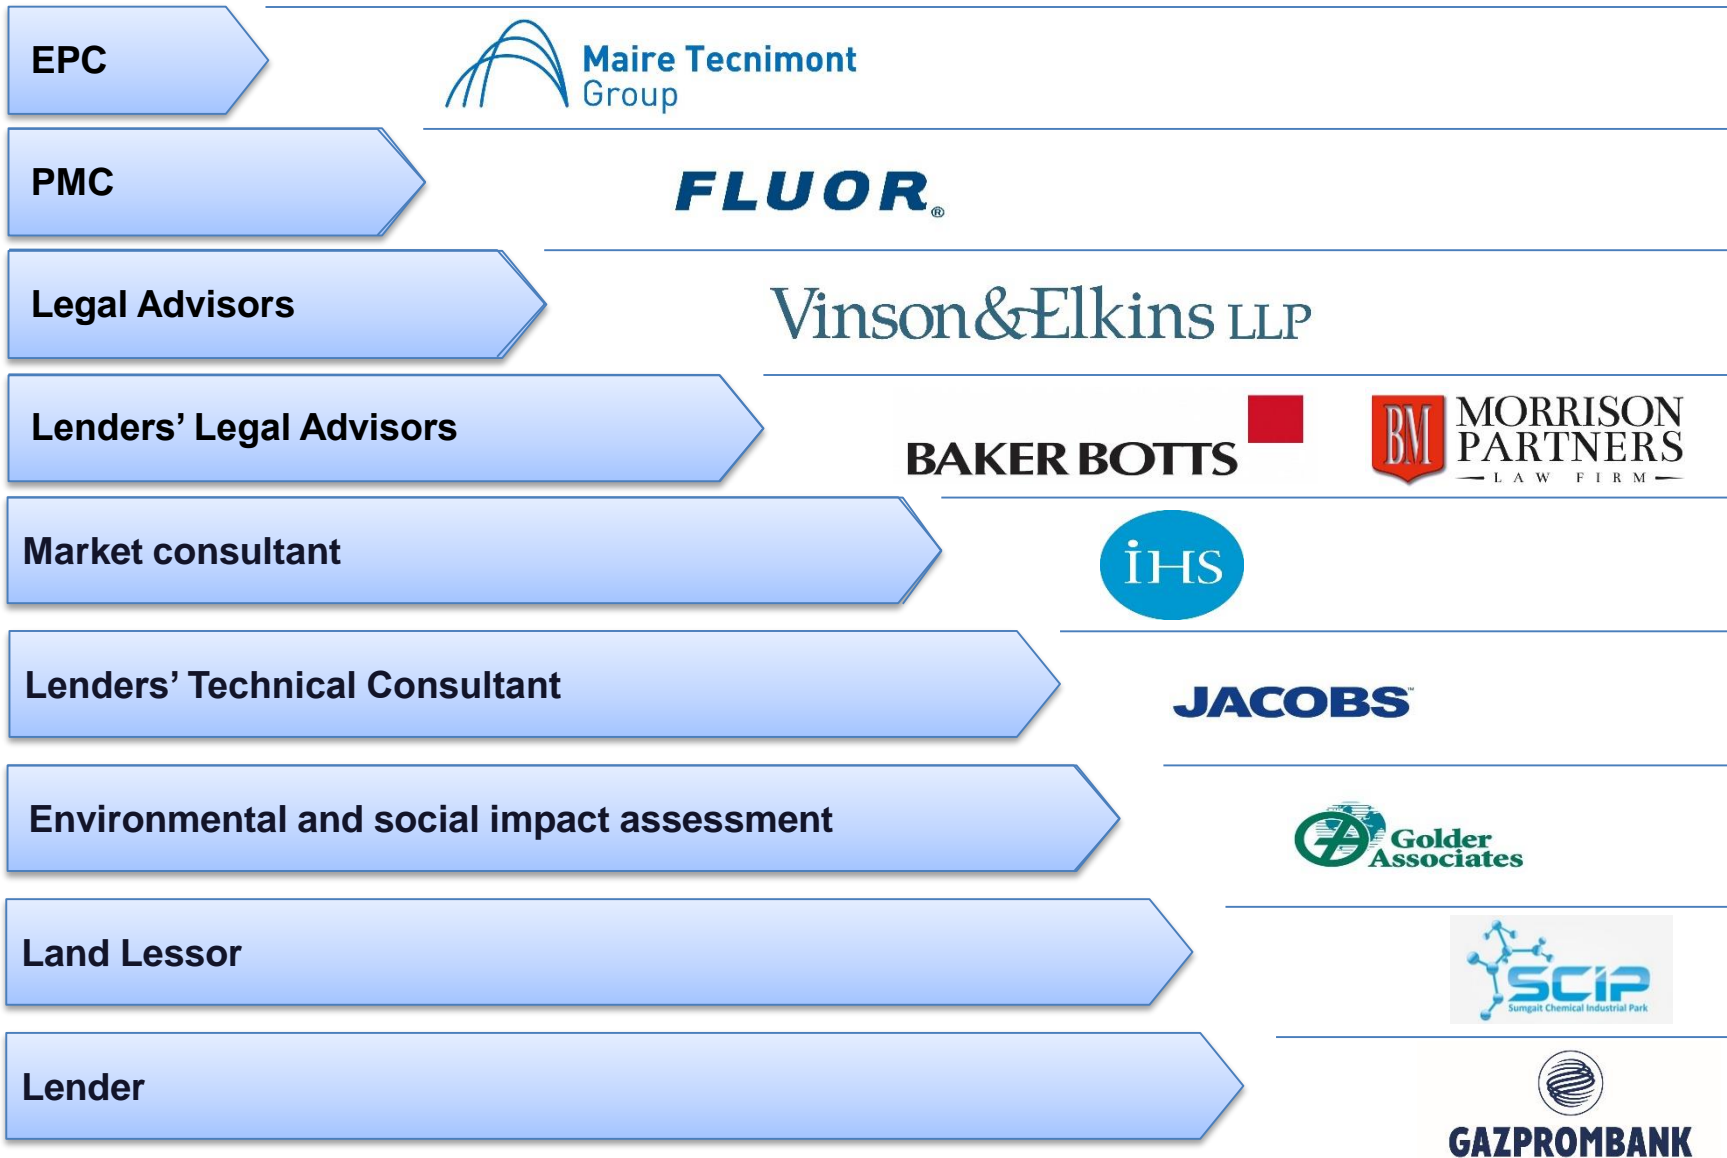 EPC
Maire Tecnimont
Group
PMC
FLUOR®
Legal Advisors
Vinson&Elkins LLP
Lenders’ Legal Advisors
BAKER BOTTS
BM
MORRISON
PARTNERS
LAW FIRM
Market consultant
IHS
Lenders’ Technical Consultant
JACOBS™
Environmental and social impact assessment
GA
Golder
Associates
Land Lessor
SCIP
Sumgait Chemical Industrial Park
Lender
GAZPROMBANK